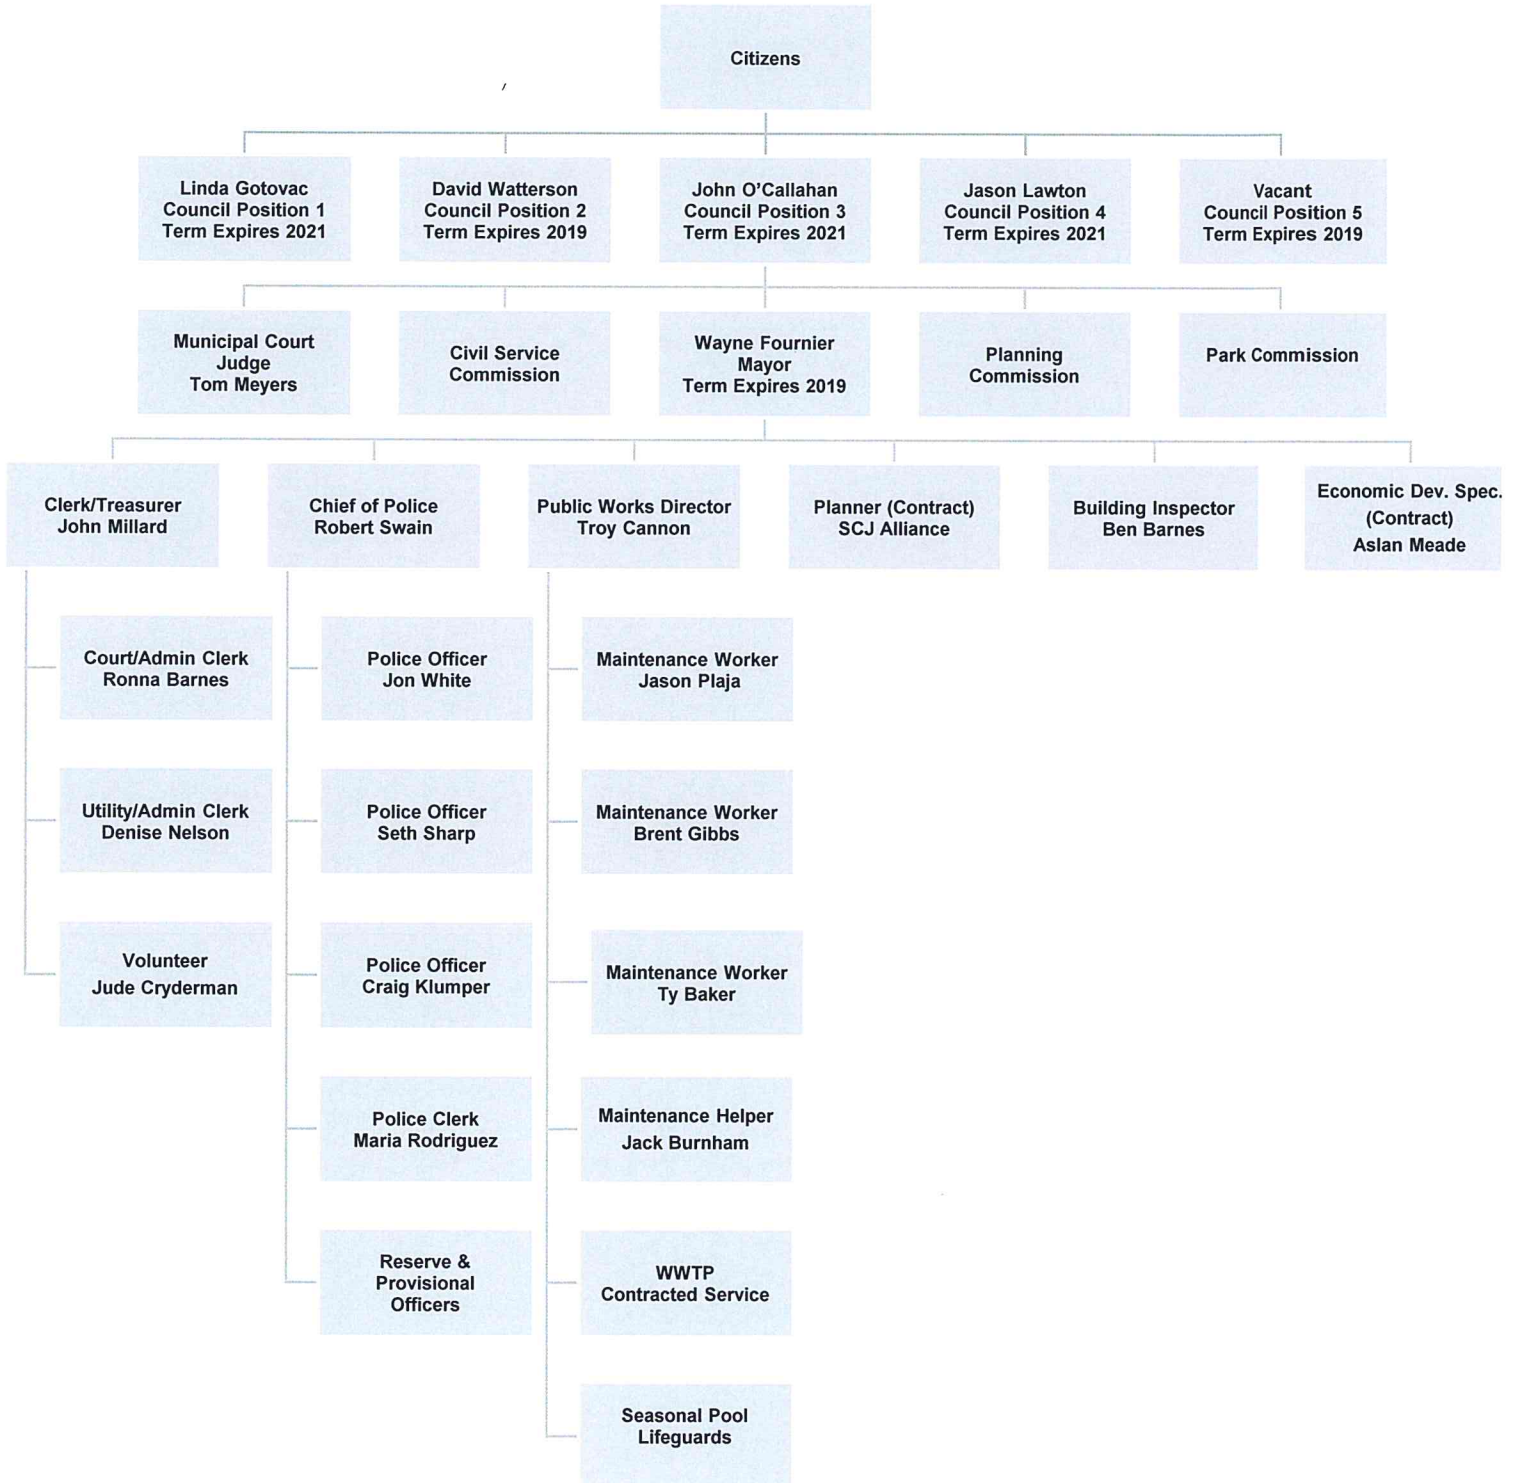 Citizens
Linda Gotovac
Council Position 1
Term Expires 2021
David Watterson
Council Position 2
Term Expires 2019
John O'Callahan
Council Position 3
Term Expires 2021
Jason Lawton
Council Position 4
Term Expires 2021
Vacant
Council Position 5
Term Expires 2019
Municipal Court
Judge
Tom Meyers
Civil Service
Commission
Wayne Fournier
Mayor
Term Expires 2019
Planning
Commission
Park Commission
Clerk/Treasurer
John Millard
Chief of Police
Robert Swain
Public Works Director
Troy Cannon
Planner (Contract)
SCJ Alliance
Building Inspector
Ben Barnes
Economic Dev. Spec.
(Contract)
Aslan Meade
Court/Admin Clerk
Ronna Barnes
Utility/Admin Clerk
Denise Nelson
Volunteer
Jude Cryderman
Police Officer
Jon White
Police Officer
Seth Sharp
Police Officer
Craig Klumper
Police Clerk
Maria Rodriguez
Reserve &
Provisional
Officers
Maintenance Worker
Jason Plaja
Maintenance Worker
Brent Gibbs
Maintenance Worker
Ty Baker
Maintenance Helper
Jack Burnham
WWTP
Contracted Service
Seasonal Pool
Lifeguards